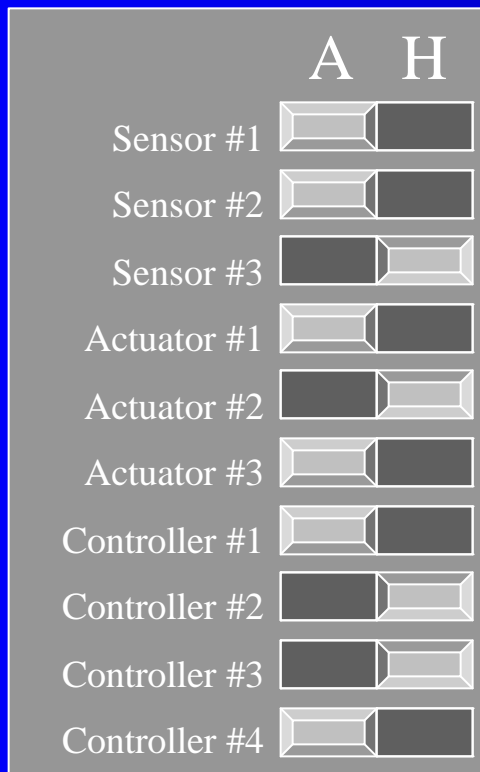 A H
Sensor #1
Sensor #2
Sensor #3
Actuator #1
Actuator #2
Actuator #3
Controller #1
Controller #2
Controller #3
Controller #4